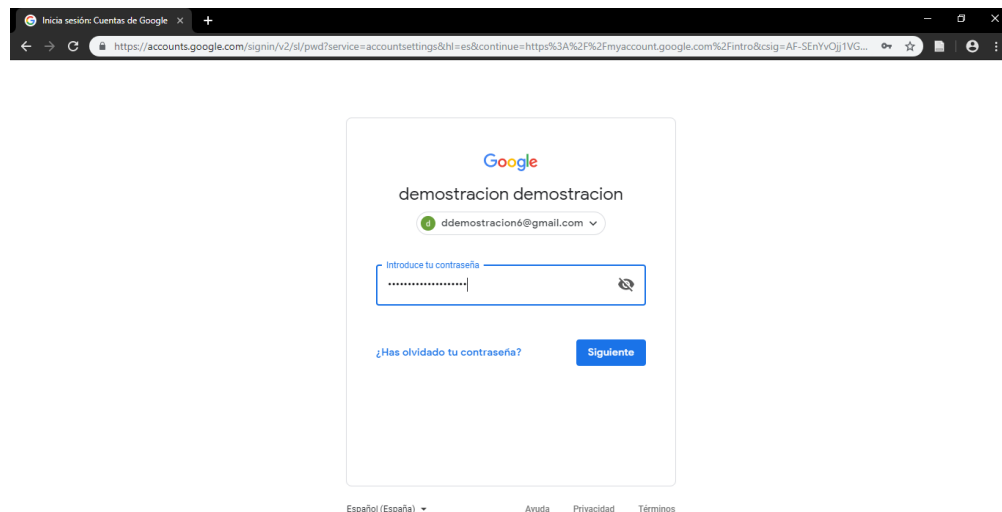 Inicia sesión: Cuentas de Google
https://accounts.google.com/signin/v2/sl/pwd?service=accountsettings&hl=es&continue=https%3A%2F%2Fmyaccount.google.com%2Fintro&csig=AF-SEnYvOjj1VG...
Google
demostracion demostracion
d ddemostracion6@gmail.com
Introduce tu contraseña
••••••••••••••••••••
¿Has olvidado tu contraseña? Siguiente
Español (España) Ayuda Privacidad Términos